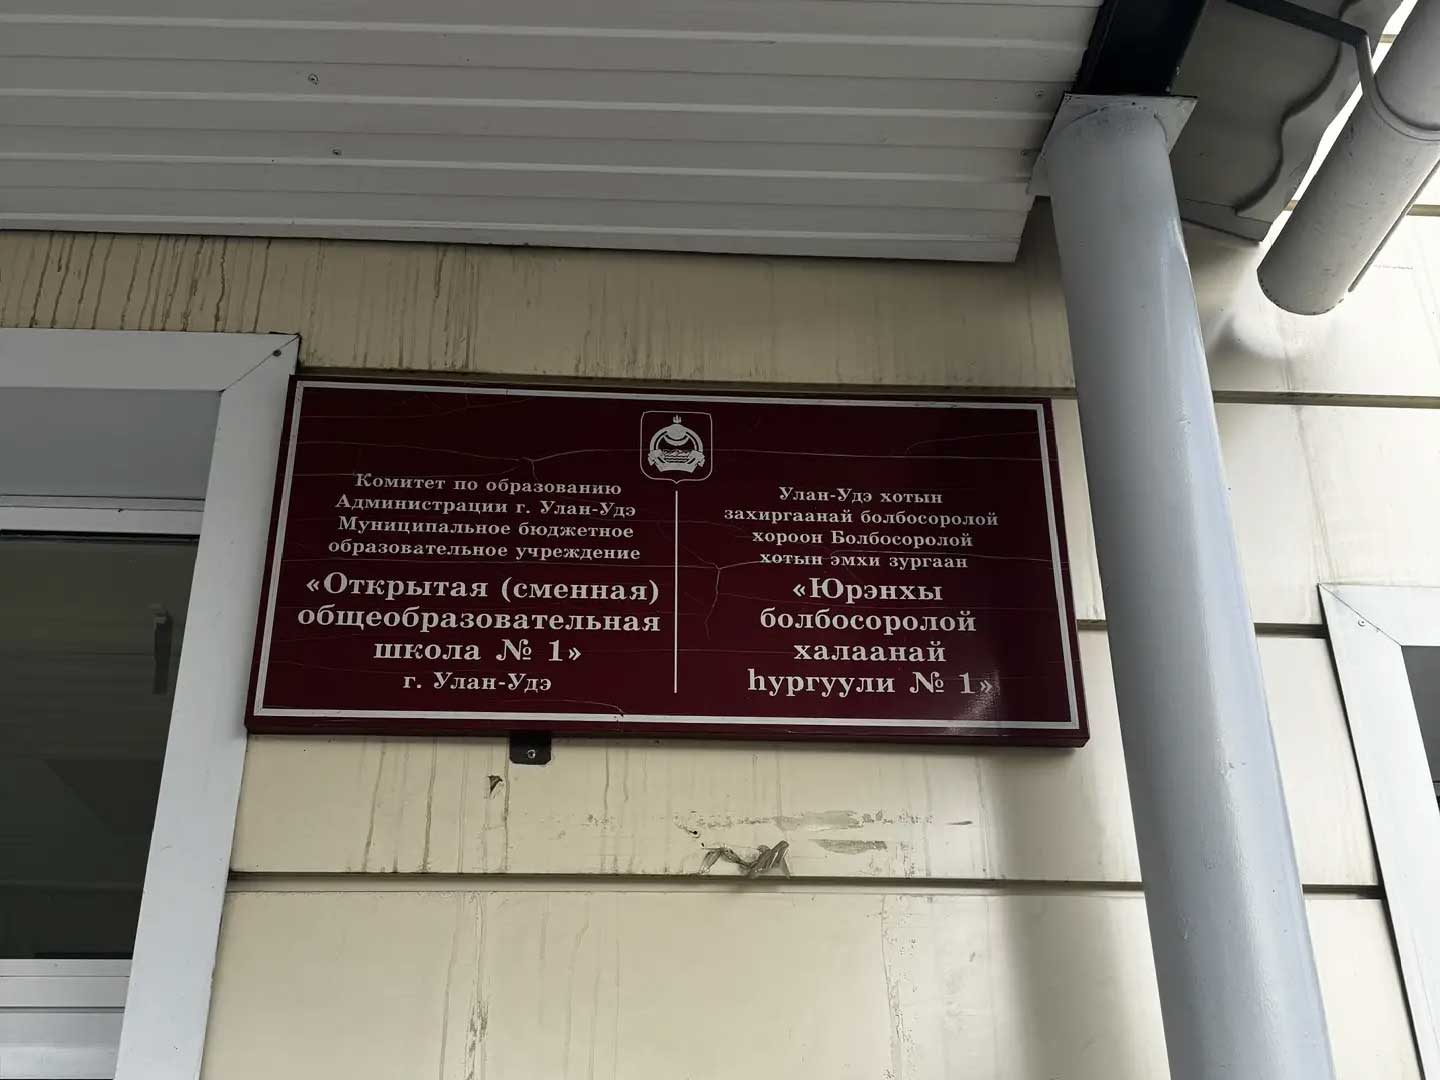 Комитет по образованию
Администрации г. Улан-Удэ
Муниципальное бюджетное
образовательное учреждение
«Открытая (сменная)
общеобразовательная
школа № 1»
г. Улан-Удэ
Улан-Удэ хотын
захиргаанай болбосоролой
хороон Болбосоролой
хотын эмхи зургаан
«Юрэнхы
болбосоролой
халаанай
һургуули № 1»